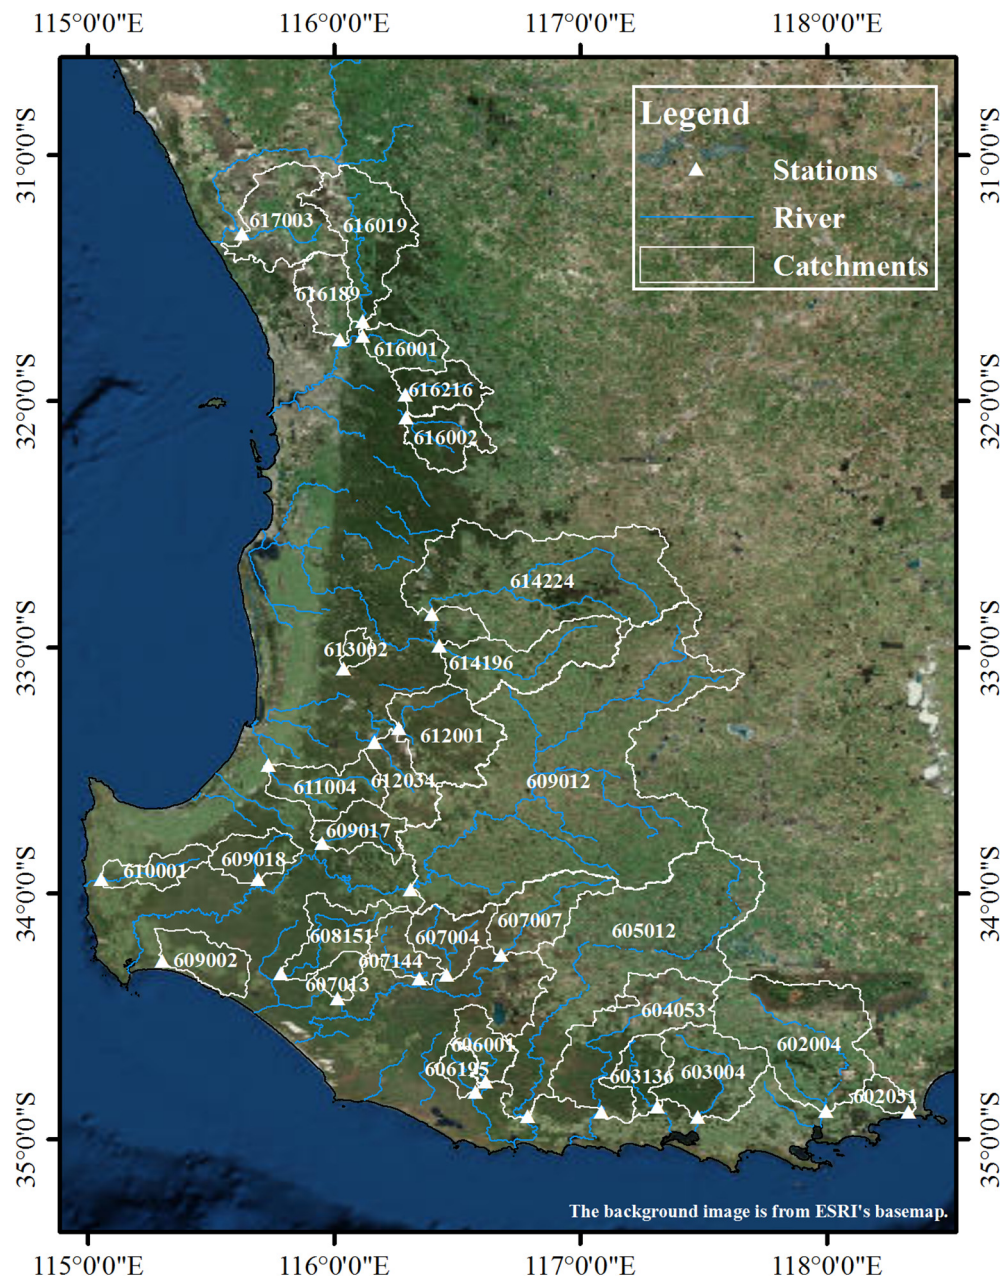 115°0'0"E 116°0'0"E 117°0'0"E 118°0'0"E
Legend
Stations
River
Catchments
31°0'0"S
31°0'0"S
32°0'0"S
32°0'0"S
33°0'0"S
33°0'0"S
34°0'0"S
34°0'0"S
35°0'0"S
35°0'0"S
617003
616019
616189
616001
616216
616002
614224
613002
614196
612001
612034
611004
609012
609017
609018
610001
607007
605012
608151
607004
607144
609002
607013
604053
606001
602004
606195
603136
603004
602031
The background image is from ESRI's basemap.
115°0'0"E 116°0'0"E 117°0'0"E 118°0'0"E